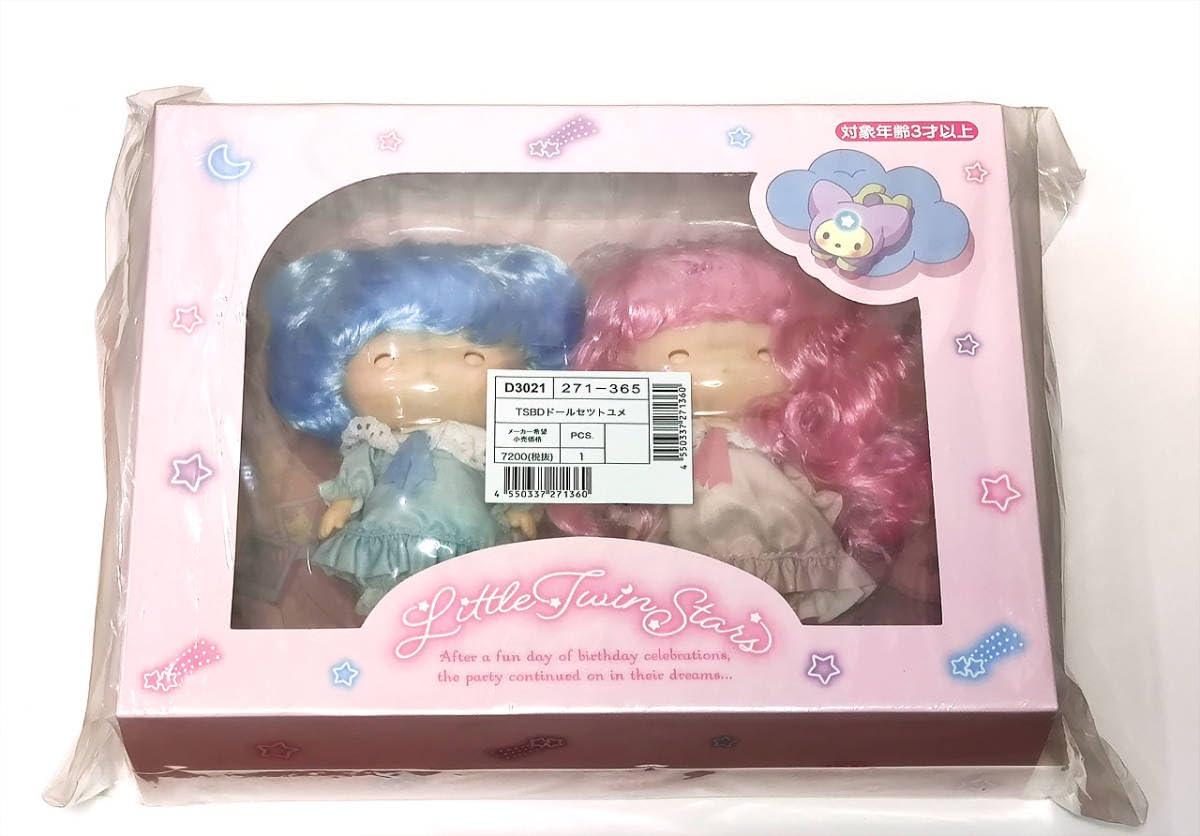 対象年齢3才以上
D3021 271-365
TSBDドールセツトユメ
メーカー希望
小売価格
PCS.
7200(税抜) 1
4 550337 271360
4 550337 271360
Little Twin Stars
After a fun day of birthday celebrations,
the party continued on in their dreams...